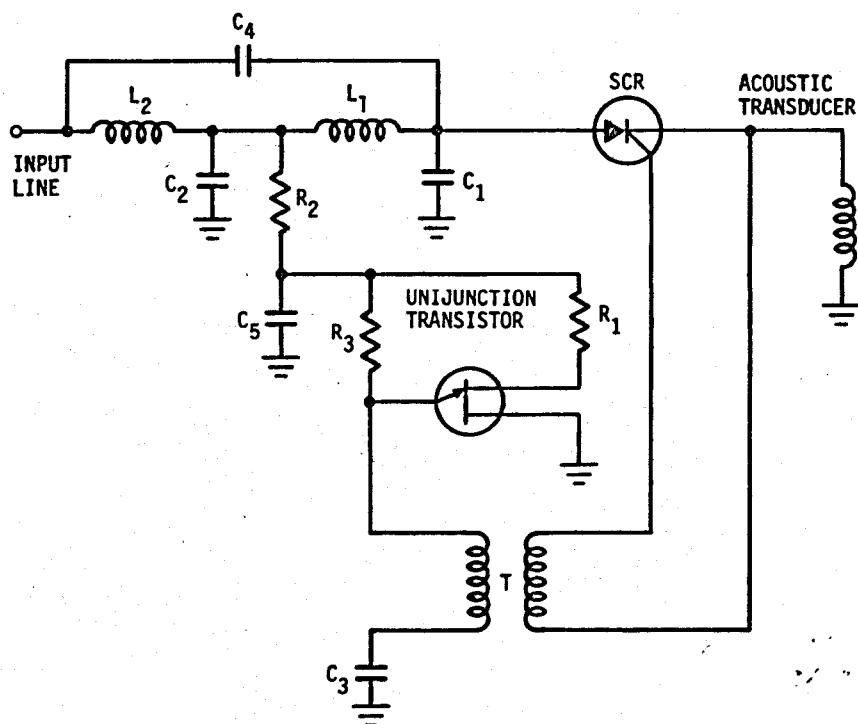 C4
L2
L1
SCR
ACOUSTIC
TRANSDUCER
INPUT
LINE
C2
R2
C1
UNIJUNCTION
TRANSISTOR
C5
R3
R1
T
C3